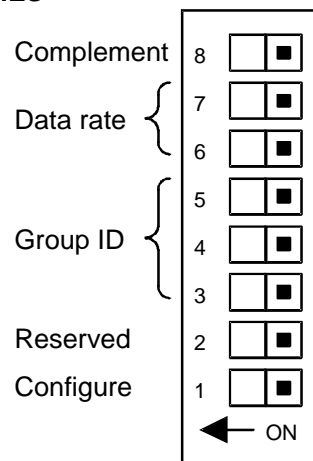 Complement 8
7
Data rate
6
5
Group ID 4
3
Reserved 2
Configure 1
ON